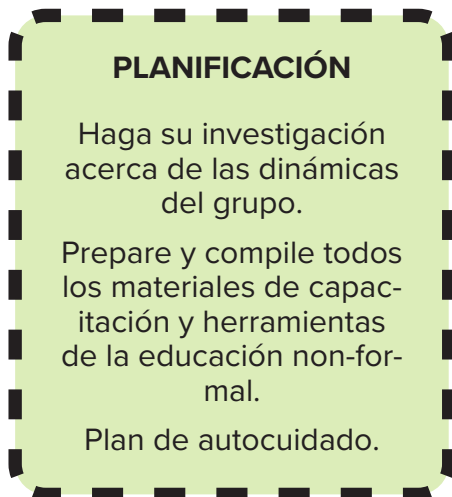 PLANIFICACIÓN
Haga su investigación
acerca de las dinámicas
del grupo.
Prepare y compile todos
los materiales de capac-
itación y herramientas
de la educación non-for-
mal.
Plan de autocuidado.